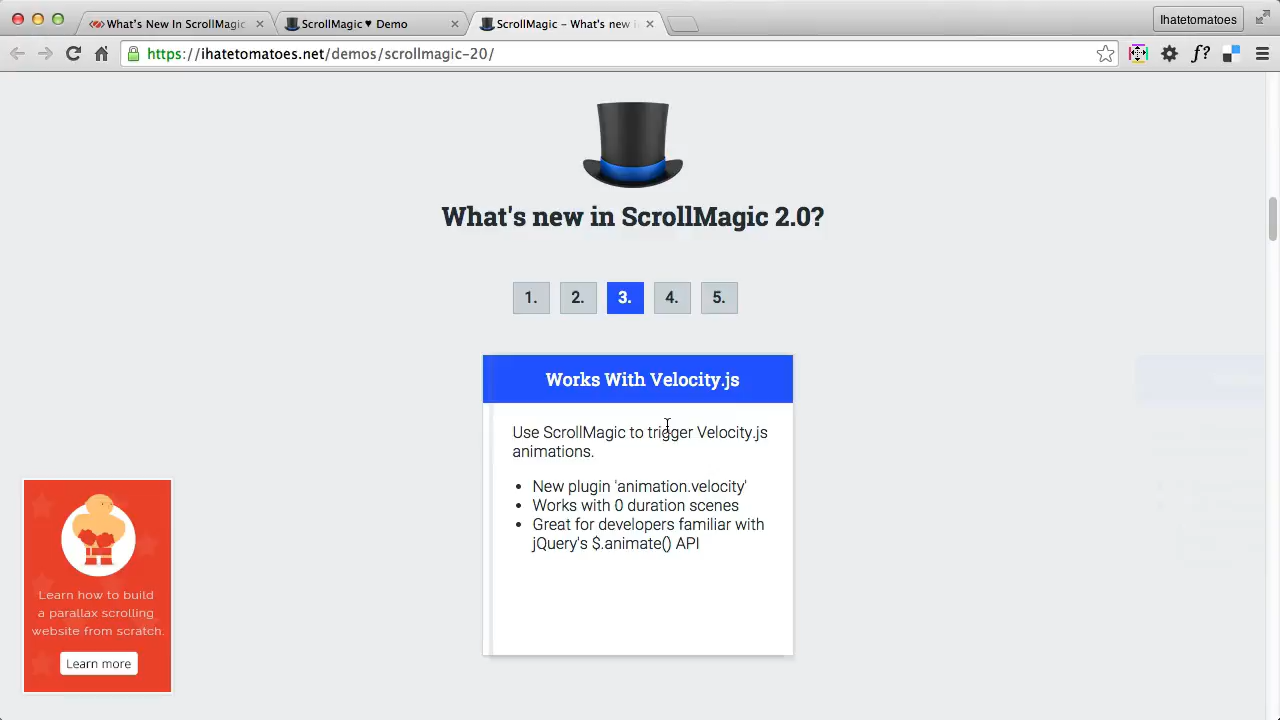 What's New In ScrollMagic
ScrollMagic ♥ Demo
ScrollMagic – What's new i
Ihatetomatoes
https://ihatetomatoes.net/demos/scrollmagic-20/
f?
What's new in ScrollMagic 2.0?
1. 2. 3. 4. 5.
Works With Velocity.js
Use ScrollMagic to trigger Velocity.js
animations.
• New plugin 'animation.velocity'
• Works with 0 duration scenes
• Great for developers familiar with
jQuery's $.animate() API
Learn how to build
a parallax scrolling
website from scratch.
Learn more